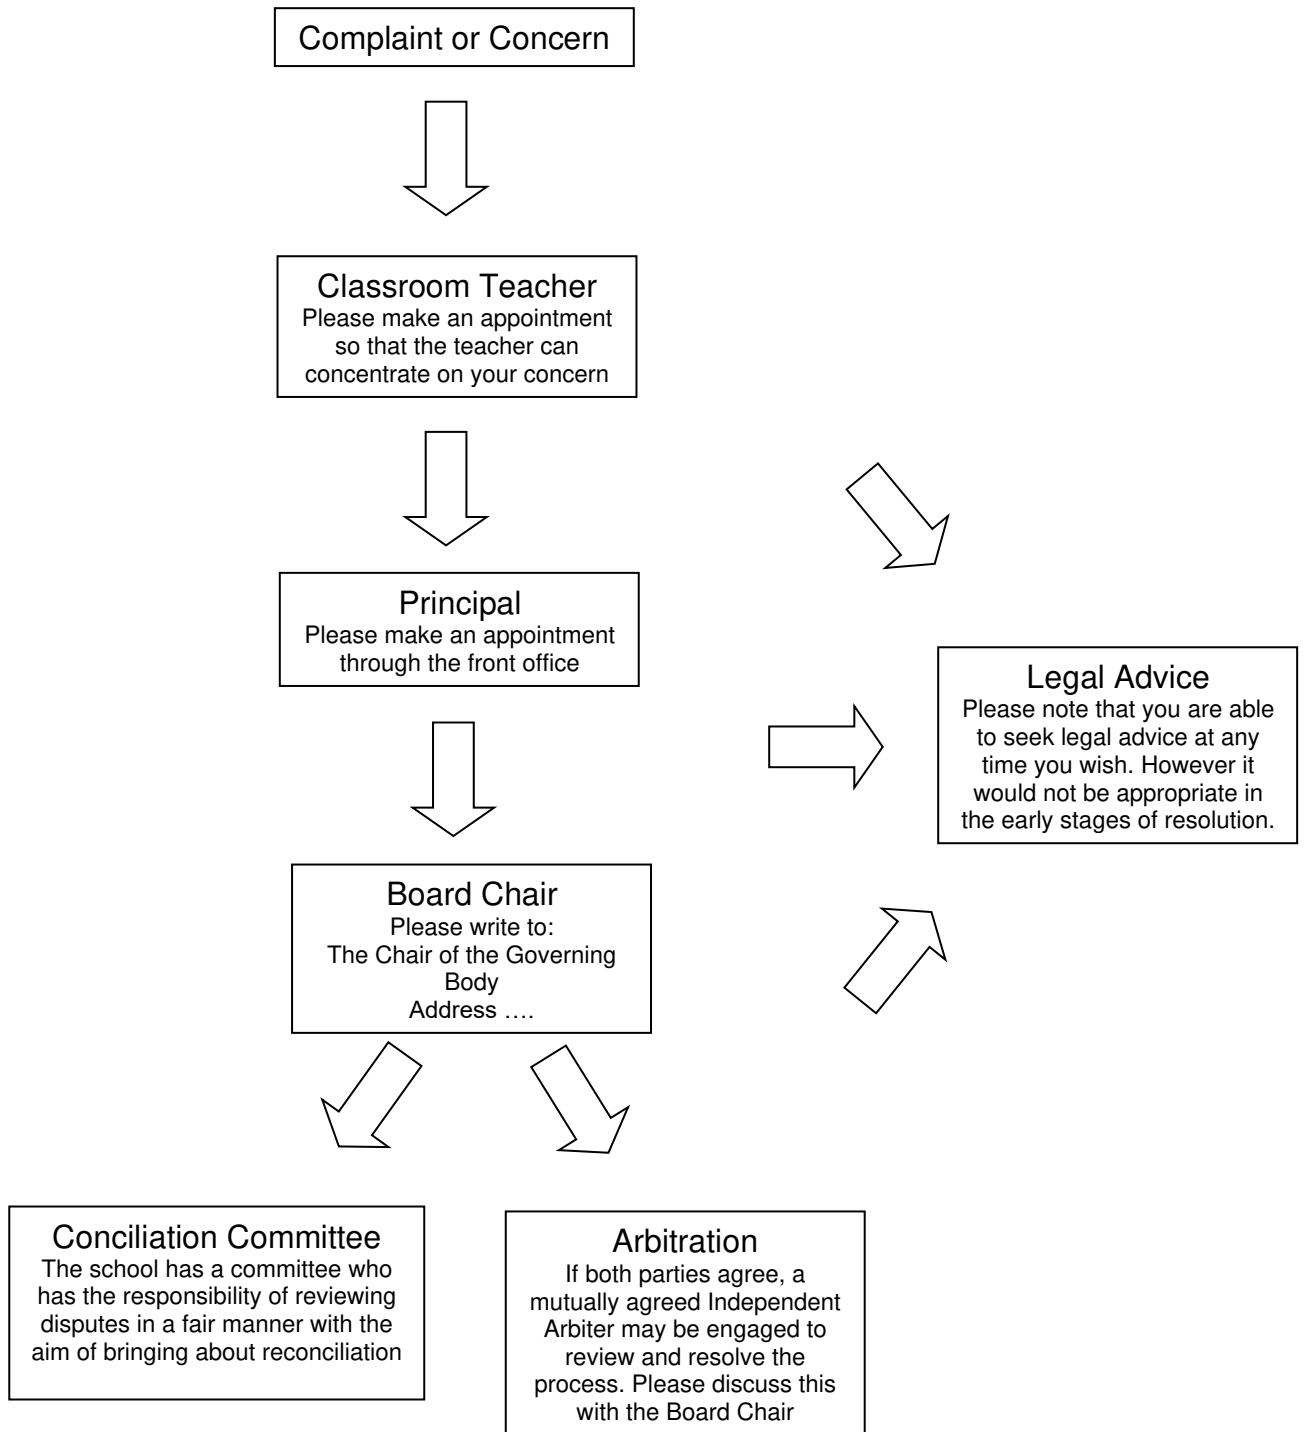 Complaint or Concern
Classroom Teacher
Please make an appointment
so that the teacher can
concentrate on your concern
Principal
Please make an appointment
through the front office
Legal Advice
Please note that you are able
to seek legal advice at any
time you wish. However it
would not be appropriate in
the early stages of resolution.
Board Chair
Please write to:
The Chair of the Governing
Body
Address ….
Conciliation Committee
The school has a committee who
has the responsibility of reviewing
disputes in a fair manner with the
aim of bringing about reconciliation
Arbitration
If both parties agree, a
mutually agreed Independent
Arbiter may be engaged to
review and resolve the
process. Please discuss this
with the Board Chair